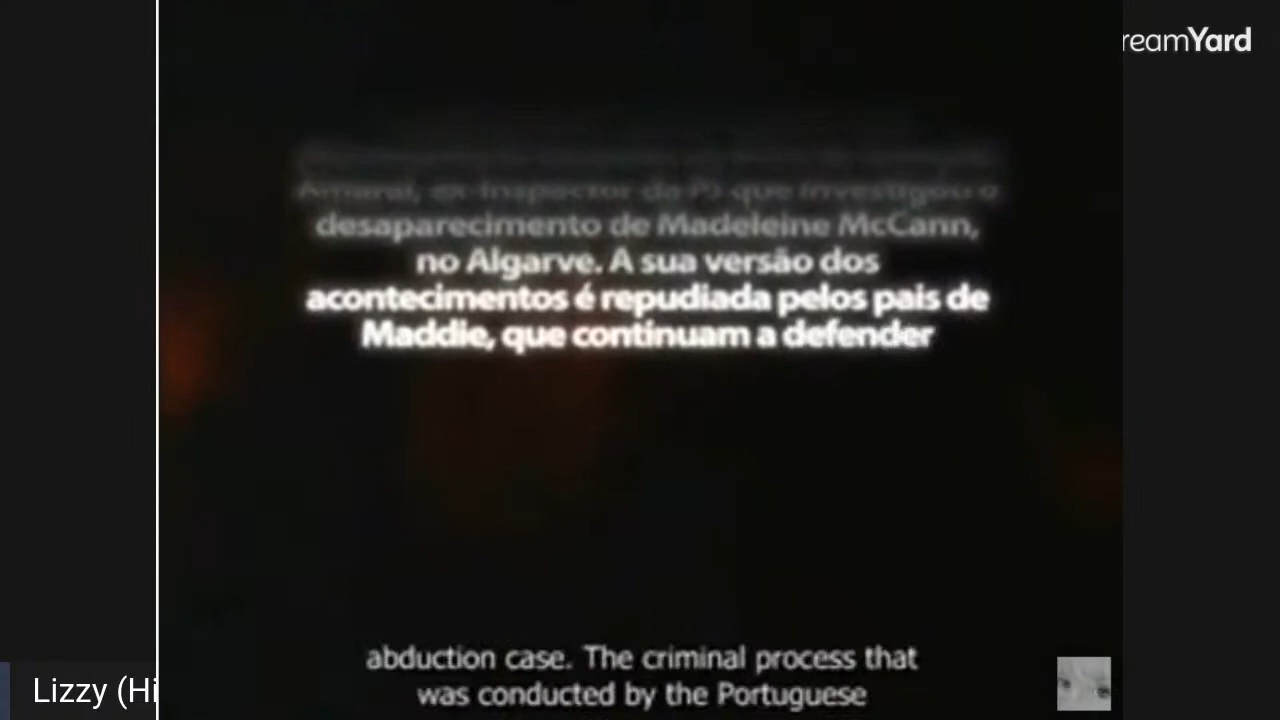 reamYard
Amaral, ex-Inspector da PJ que investigou o
desaparecimento de Madeleine McCann,
no Algarve. A sua versão dos
acontecimentos é repudiada pelos pais de
Maddie, que continuam a defender
abduction case. The criminal process that
was conducted by the Portuguese
Lizzy (Hi